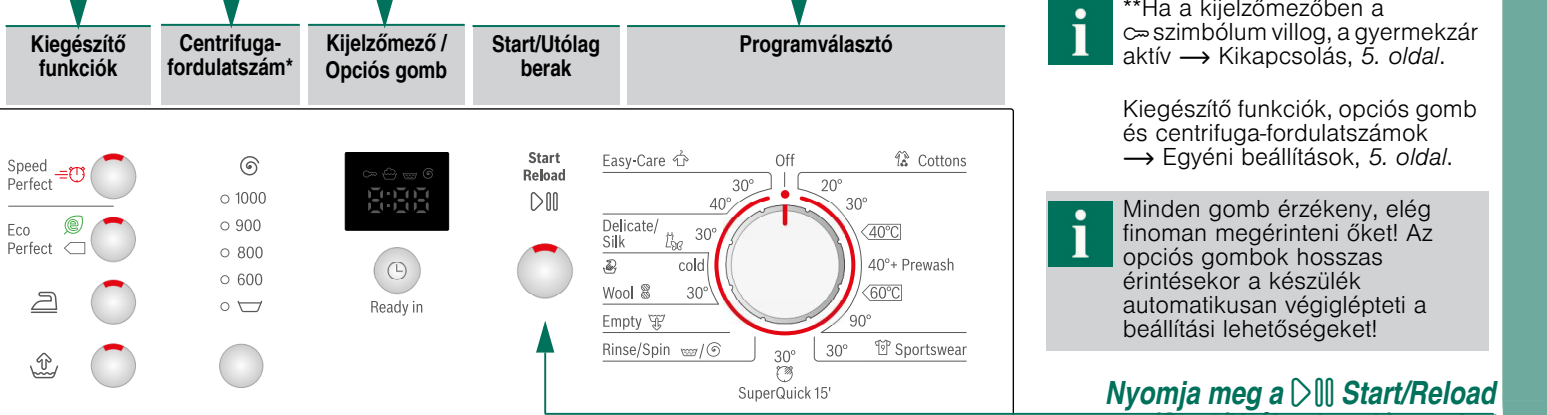 Kiegészítő
funkciók
Centrifuga-
fordulatszám*
Kijelzőmező /
Opciós gomb
Start/Utólag
berak
Programválasztó
Speed
Perfect
Eco
Perfect
1000
900
800
600
8:88
Ready in
Start
Reload
Easy-Care
30°
40°
Delicate/
Silk
30°
cold
Wool
30°
Empty
Rinse/Spin
Off
Cottons
20°
30°
40°C
40°+ Prewash
60°C
90°
30°
Sportswear
30°
SuperQuick 15'
**Ha a kijelzőmezőben a
szimbólum villog, a gyermekzár
aktív → Kikapcsolás, 5. oldal.
Kiegészítő funkciók, opciós gomb
és centrifuga-fordulatszámok
→ Egyéni beállítások, 5. oldal.
Minden gomb érzékeny, elég
finoman megérinteni őket! Az
opciós gombok hosszas
érintésekor a készülék
automatikusan végiglépteti a
beállítási lehetőségeket!
Nyomja meg a Start/Reload